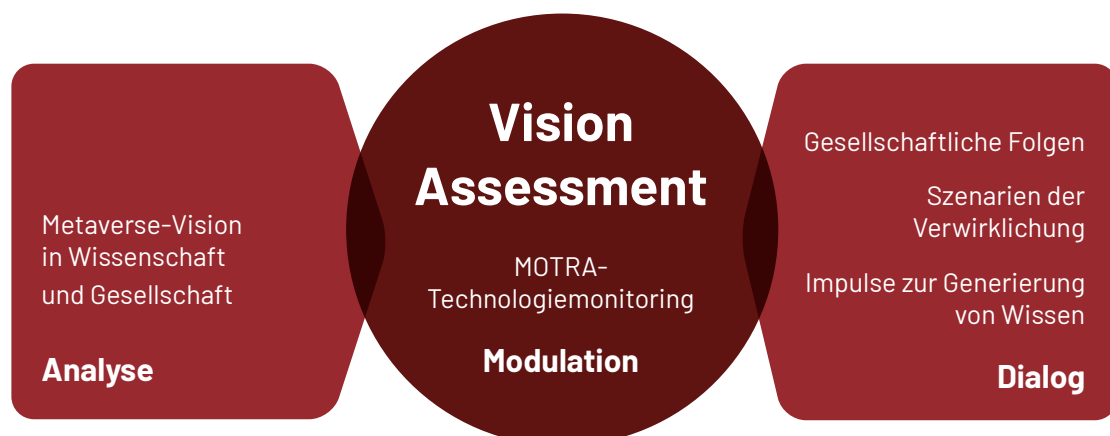 Metaverse-Vision
in Wissenschaft
und Gesellschaft
Analyse
Vision
Assessment
MOTRA-
Technologiemonitoring
Modulation
Gesellschaftliche Folgen
Szenarien der
Verwirklichung
Impulse zur Generierung
von Wissen
Dialog